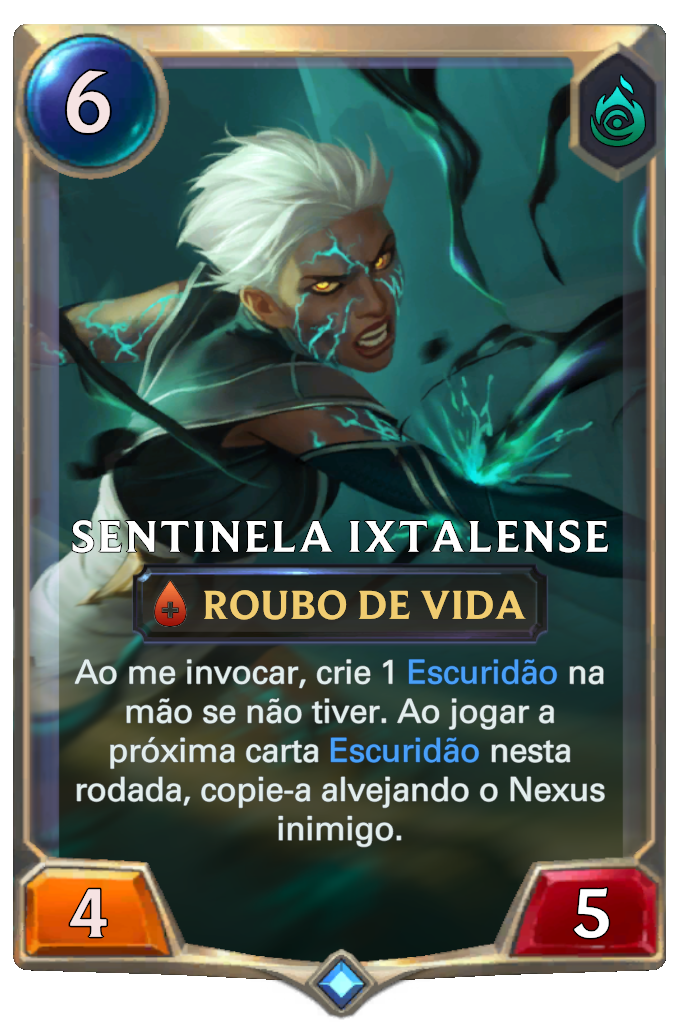 6
SENTINELA IXTALENSE
ROUBO DE VIDA
Ao me invocar, crie 1 Escuridão na
mão se não tiver. Ao jogar a
próxima carta Escuridão nesta
rodada, copie-a alvejando o Nexus
inimigo.
4
5